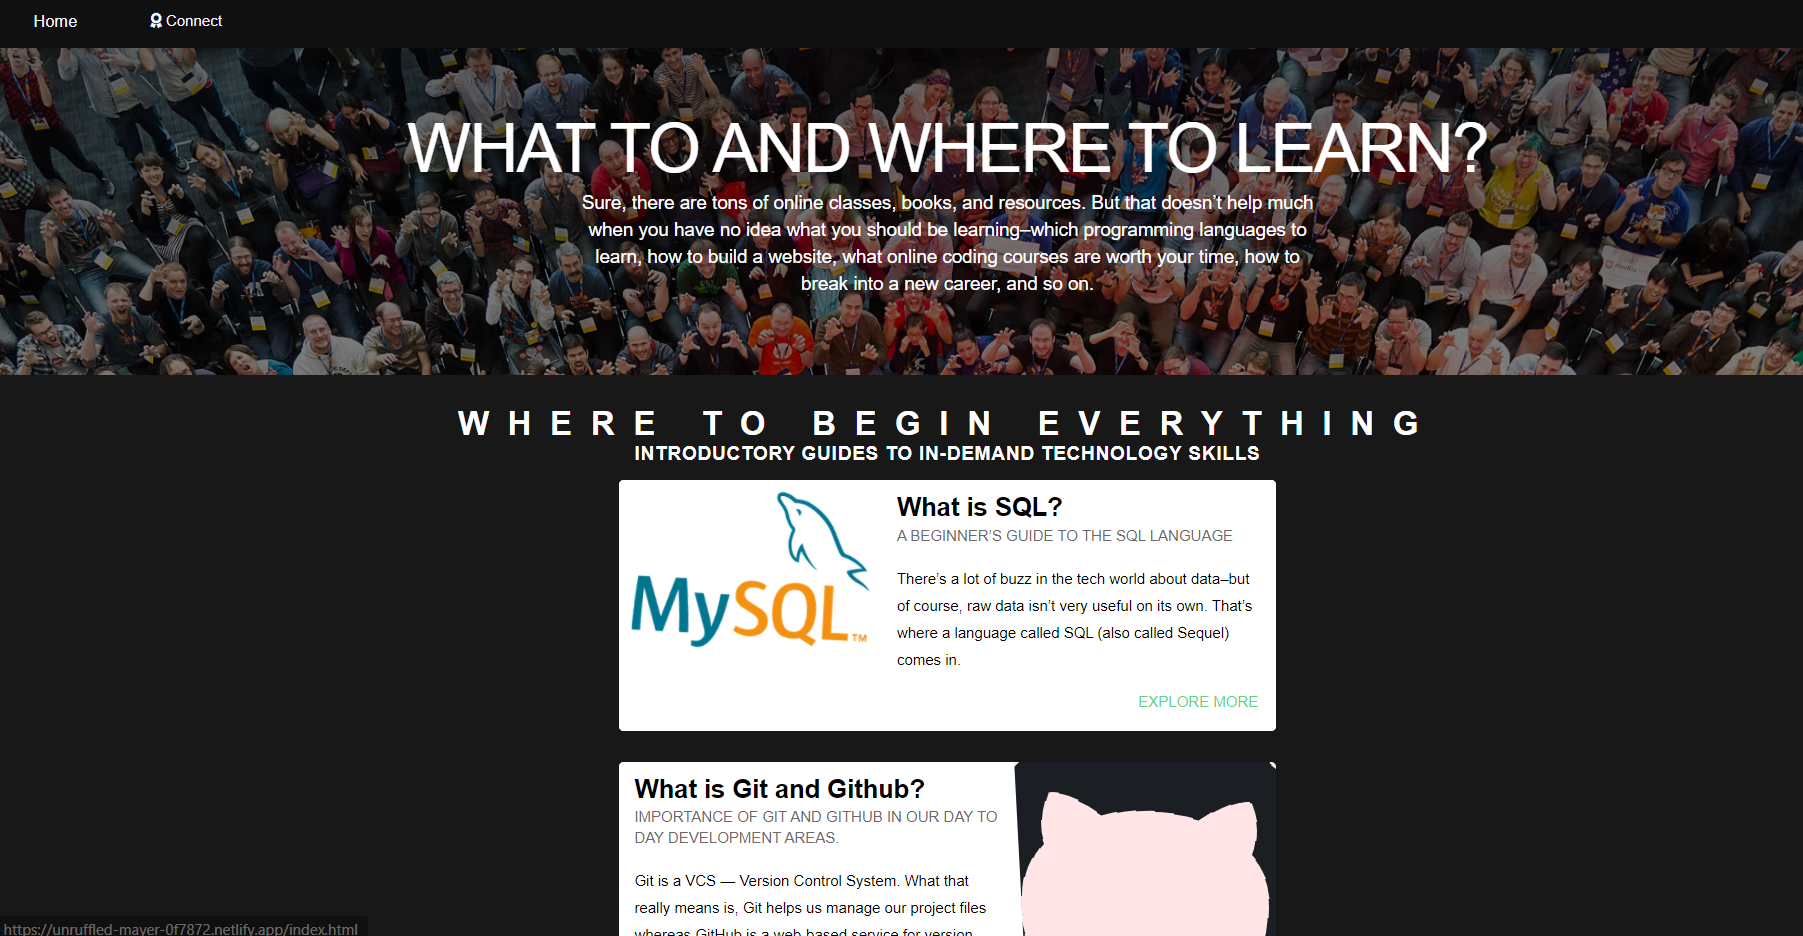 Home
Connect
WHAT TO AND WHERE TO LEARN?
Sure, there are tons of online classes, books, and resources. But that doesn’t help much
when you have no idea what you should be learning–which programming languages to
learn, how to build a website, what online coding courses are worth your time, how to
break into a new career, and so on.
WHERE TO BEGIN EVERYTHING
INTRODUCTORY GUIDES TO IN-DEMAND TECHNOLOGY SKILLS
MySQL™
What is SQL?
A BEGINNER’S GUIDE TO THE SQL LANGUAGE
There’s a lot of buzz in the tech world about data–but
of course, raw data isn’t very useful on its own. That’s
where a language called SQL (also called Sequel)
comes in.
EXPLORE MORE
What is Git and Github?
IMPORTANCE OF GIT AND GITHUB IN OUR DAY TO
DAY DEVELOPMENT AREAS.
Git is a VCS — Version Control System. What that
really means is, Git helps us manage our project files
whereas GitHub is a web based service for version
https://unruffled-mayer-0f7872.netlify.app/index.html